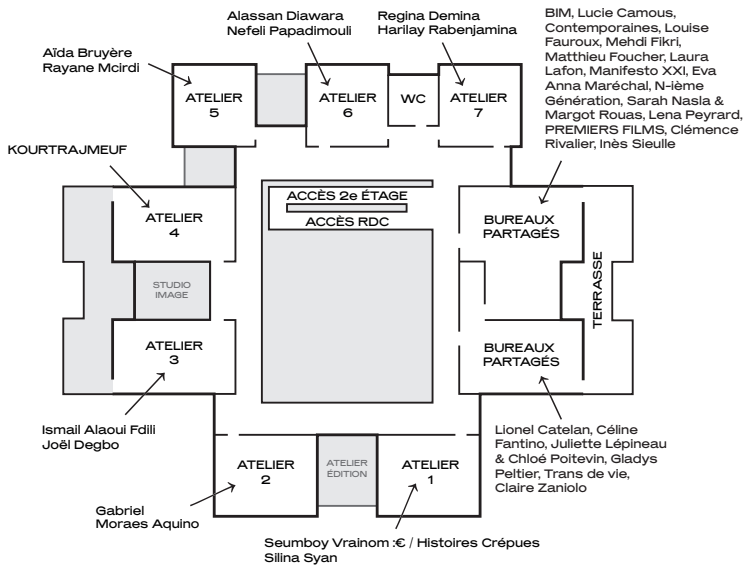 Alassan Diawara
Nefeli Papadimouli
Regina Demina
Harilay Rabenjamina
BIM, Lucie Camous,
Contemporaines, Louise
Fauroux, Mehdi Fikri,
Matthieu Foucher, Laura
Lafon, Manifesto XXI, Eva
Anna Maréchal, N-ième
Génération, Sarah Nasla &
Margot Rouas, Lena Peyrard,
PREMIERS FILMS, Clémence
Rivalier, Inès Sieulle
Aïda Bruyère
Rayane Mcirdi
ATELIER
5
ATELIER
6
WC
ATELIER
7
KOURTRAJMEUF
ATELIER
4
ACCÈS 2e ÉTAGE
ACCÈS RDC
BUREAUX
PARTAGÉS
STUDIO
IMAGE
TERRASSE
ATELIER
3
BUREAUX
PARTAGÉS
Ismail Alaoui Fdili
Joël Degbo
Lionel Catelan, Céline
Fantino, Juliette Lépineau
& Chloé Poitevin, Gladys
Peltier, Trans de vie,
Claire Zaniolo
ATELIER
2
ATELIER
ÉDITION
ATELIER
1
Gabriel
Moraes Aquino
Seumboy Vrainom :€ / Histoires Crépues
Silina Syan